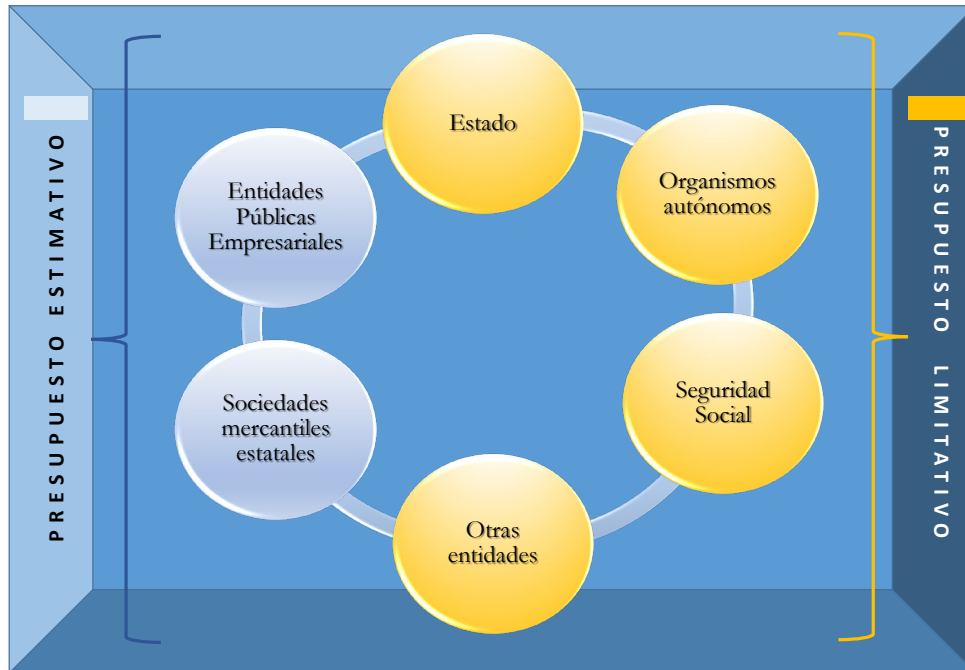 PRESUPUESTO ESTIMATIVO
Estado
Organismos
autónomos
Seguridad
Social
Otras
entidades
Sociedades
mercantiles
estatales
Entidades
Públicas
Empresariales
PRESUPUESTO LIMITATIVO